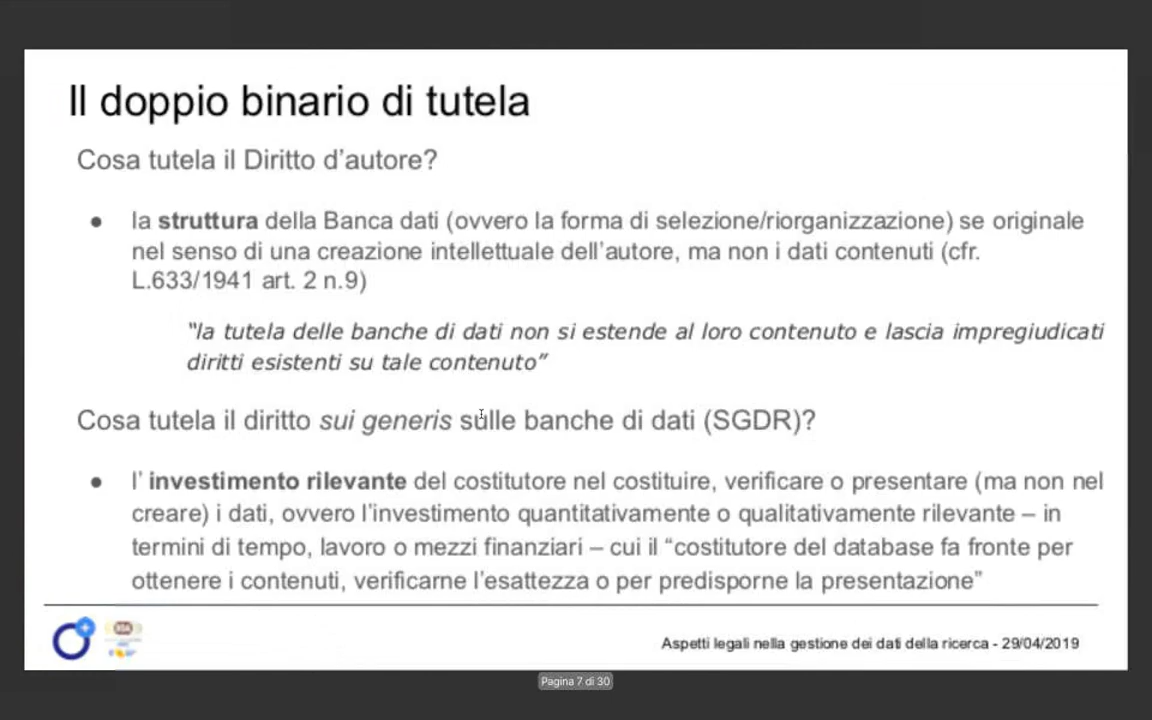 Il doppio binario di tutela
Cosa tutela il Diritto d'autore?
● la struttura della Banca dati (ovvero la forma di selezione/riorganizzazione) se originale
nel senso di una creazione intellettuale dell'autore, ma non i dati contenuti (cfr.
L.633/1941 art. 2 n.9)
"la tutela delle banche di dati non si estende al loro contenuto e lascia impregiudicati
diritti esistenti su tale contenuto"
Cosa tutela il diritto sui generis sulle banche di dati (SGDR)?
● l' investimento rilevante del costitutore nel costituire, verificare o presentare (ma non nel
creare) i dati, ovvero l'investimento quantitativamente o qualitativamente rilevante – in
termini di tempo, lavoro o mezzi finanziari – cui il "costitutore del database fa fronte per
ottenere i contenuti, verificarne l'esattezza o per predisporne la presentazione"
Aspetti legali nella gestione dei dati della ricerca - 29/04/2019
Pagina 7 di 30